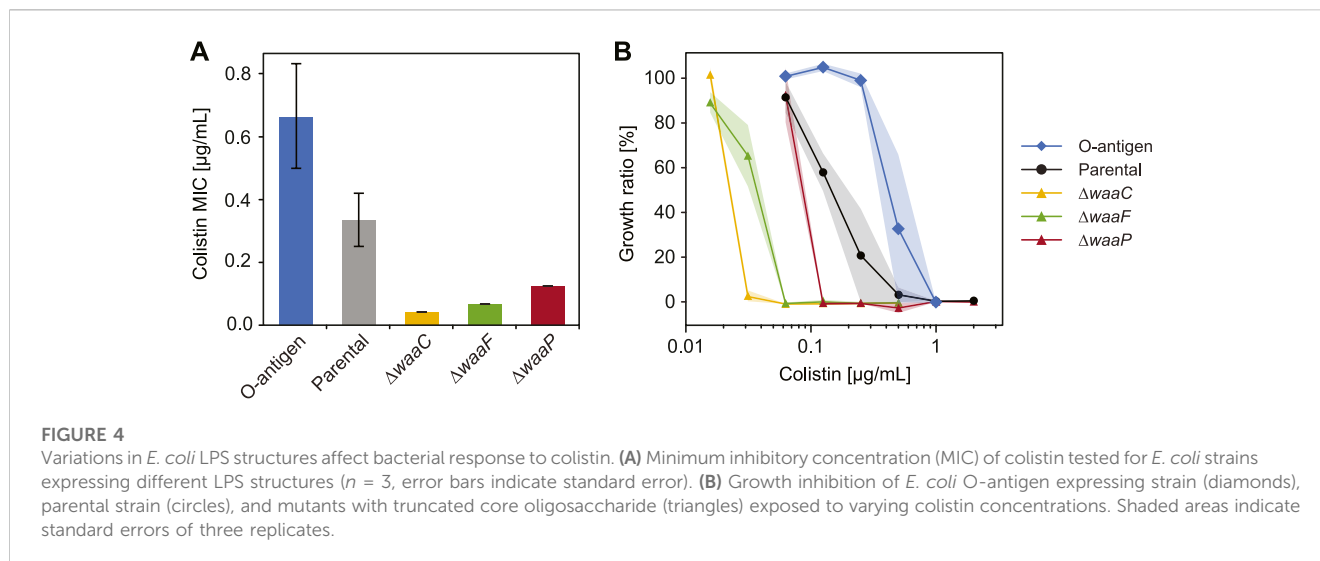 A
B
Colistin MIC [µg/mL]
0.8
0.6
0.4
0.2
0.0
O-antigen
Parental
ΔwaaC
ΔwaaF
ΔwaaP
Growth ratio [%]
100
80
60
40
20
0
0.01
0.1
1
Colistin [µg/mL]
O-antigen
Parental
ΔwaaC
ΔwaaF
ΔwaaP
FIGURE 4
Variations in E. coli LPS structures affect bacterial response to colistin. (A) Minimum inhibitory concentration (MIC) of colistin tested for E. coli strains
expressing different LPS structures (n = 3, error bars indicate standard error). (B) Growth inhibition of E. coli O-antigen expressing strain (diamonds),
parental strain (circles), and mutants with truncated core oligosaccharide (triangles) exposed to varying colistin concentrations. Shaded areas indicate
standard errors of three replicates.